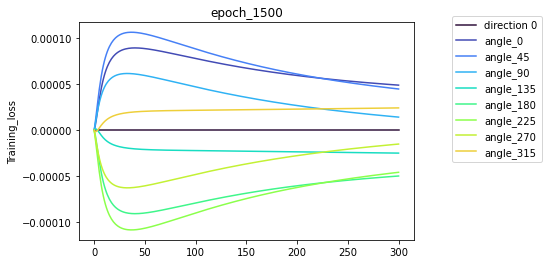 epoch_1500
Training_loss
0.00010
0.00005
0.00000
−0.00005
−0.00010
0 50 100 150 200 250 300
direction 0
angle_0
angle_45
angle_90
angle_135
angle_180
angle_225
angle_270
angle_315